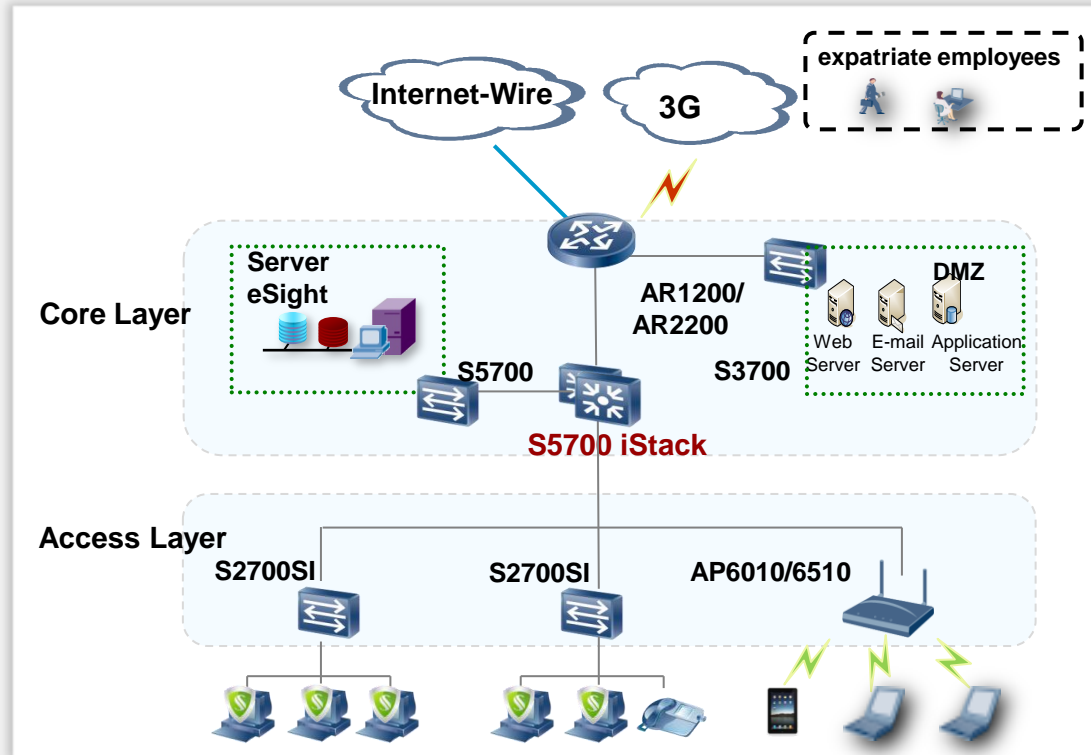 expatriate employees
Internet-Wire
3G
Server
eSight
DMZ
Core Layer
AR1200/
AR2200
Web
Server
E-mail
Server
Application
Server
S5700
S3700
S5700 iStack
Access Layer
S2700SI
S2700SI
AP6010/6510